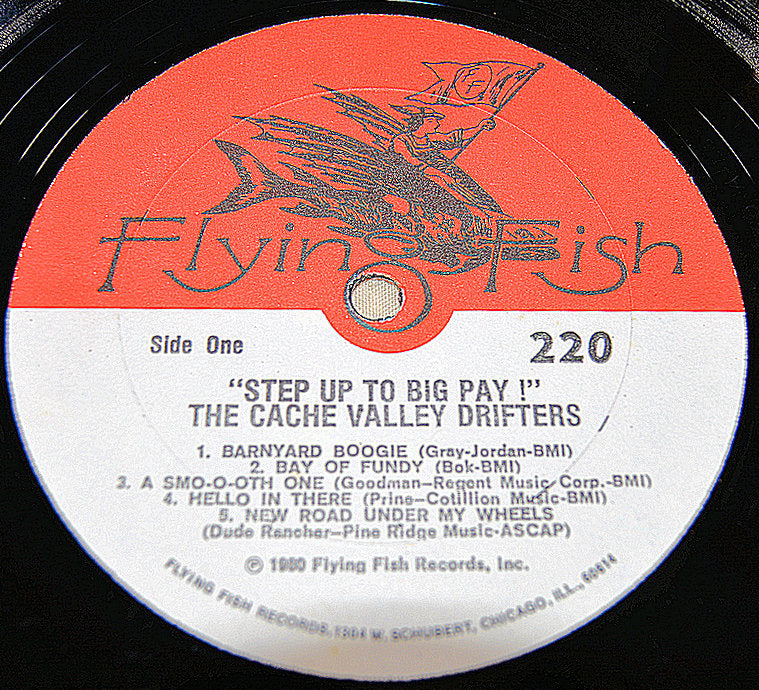 FF
Flying Fish
Side One
220
"STEP UP TO BIG PAY !"
THE CACHE VALLEY DRIFTERS
1. BARNYARD BOOGIE (Gray-Jordan-BMI)
2. BAY OF FUNDY (Bok-BMI)
3. A SMO-O-OTH ONE (Goodman-Regent Music Corp.-BMI)
4. HELLO IN THERE (Prine-Cotillion Music-BMI)
5. NEW ROAD UNDER MY WHEELS
(Dude Rancher-Pine Ridge Music-ASCAP)
℗ 1980 Flying Fish Records, Inc.
FLYING FISH RECORDS, 1304 W. SCHUBERT, CHICAGO, ILL. 60614